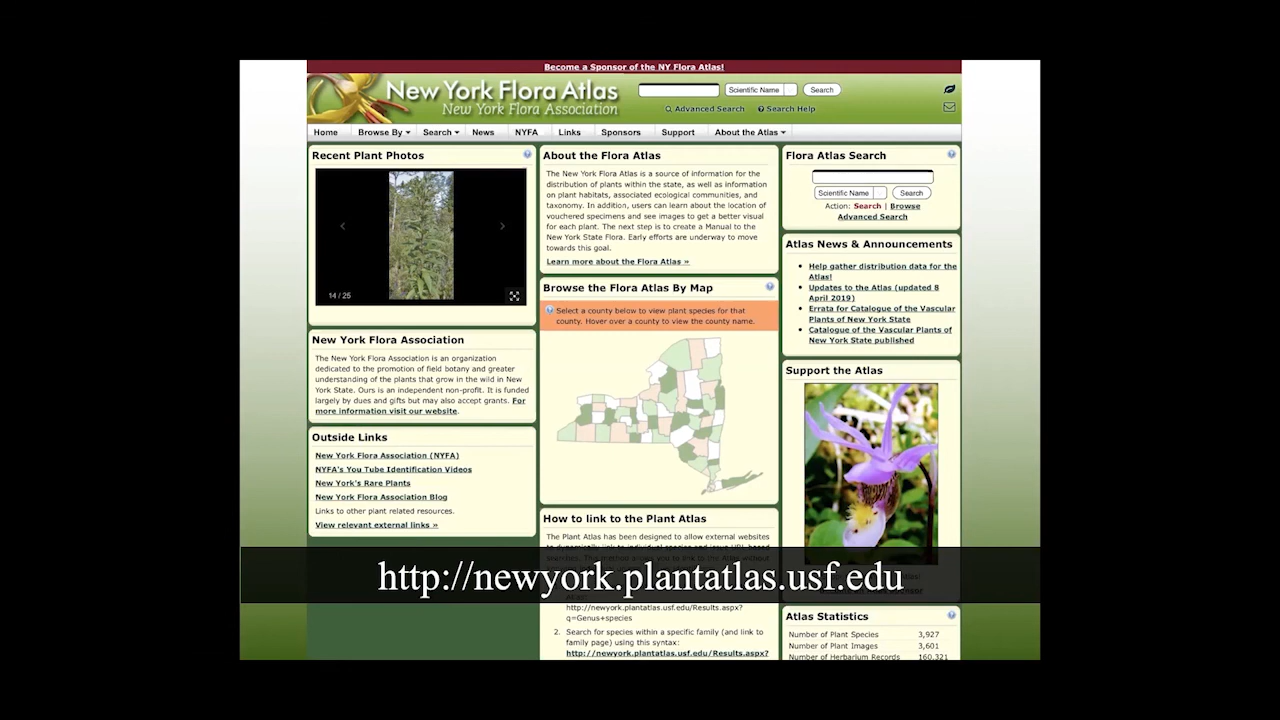 Become a Sponsor of the NY Flora Atlas!
New York Flora Atlas
New York Flora Association
Scientific Name
Search
Advanced Search
Search Help
Home
Browse By
Search
News
NYFA
Links
Sponsors
Support
About the Atlas
Recent Plant Photos
14 / 25
New York Flora Association
The New York Flora Association is an organization
dedicated to the promotion of field botany and greater
understanding of the plants that grow in the wild in New
York State. Ours is an independent non-profit. It is funded
largely by dues and gifts but may also accept grants. For
more information visit our website.
Outside Links
New York Flora Association (NYFA)
NYFA's You Tube Identification Videos
New York's Rare Plants
New York Flora Association Blog
Links to other plant related resources.
View relevant external links »
About the Flora Atlas
The New York Flora Atlas is a source of information for the
distribution of plants within the state, as well as information
on plant habitats, associated ecological communities, and
taxonomy. In addition, users can learn about the location of
vouchered specimens and see images to get a better visual
for each plant. The next step is to create a Manual to the
New York State Flora. Early efforts are underway to move
towards this goal.
Learn more about the Flora Atlas »
Browse the Flora Atlas By Map
Select a county below to view plant species for that
county. Hover over a county to view the county name.
How to link to the Plant Atlas
The Plant Atlas has been designed to allow external websites
http://newyork.plantatlas.usf.edu/Results.aspx?
q=Genus+species
2. Search for species within a specific family (and link to
family page) using this syntax:
http://newyork.plantatlas.usf.edu/Results.aspx?
Flora Atlas Search
Scientific Name
Search
Action: Search | Browse
Advanced Search
Atlas News & Announcements
Help gather distribution data for the
Atlas!
Updates to the Atlas (updated 8
April 2019)
Errata for Catalogue of the Vascular
Plants of New York State
Catalogue of the Vascular Plants of
New York State published
Support the Atlas
Atlas Statistics
Number of Plant Species 3,927
Number of Plant Images 3,601
Number of Herbarium Records 160,321
http://newyork.plantatlas.usf.edu